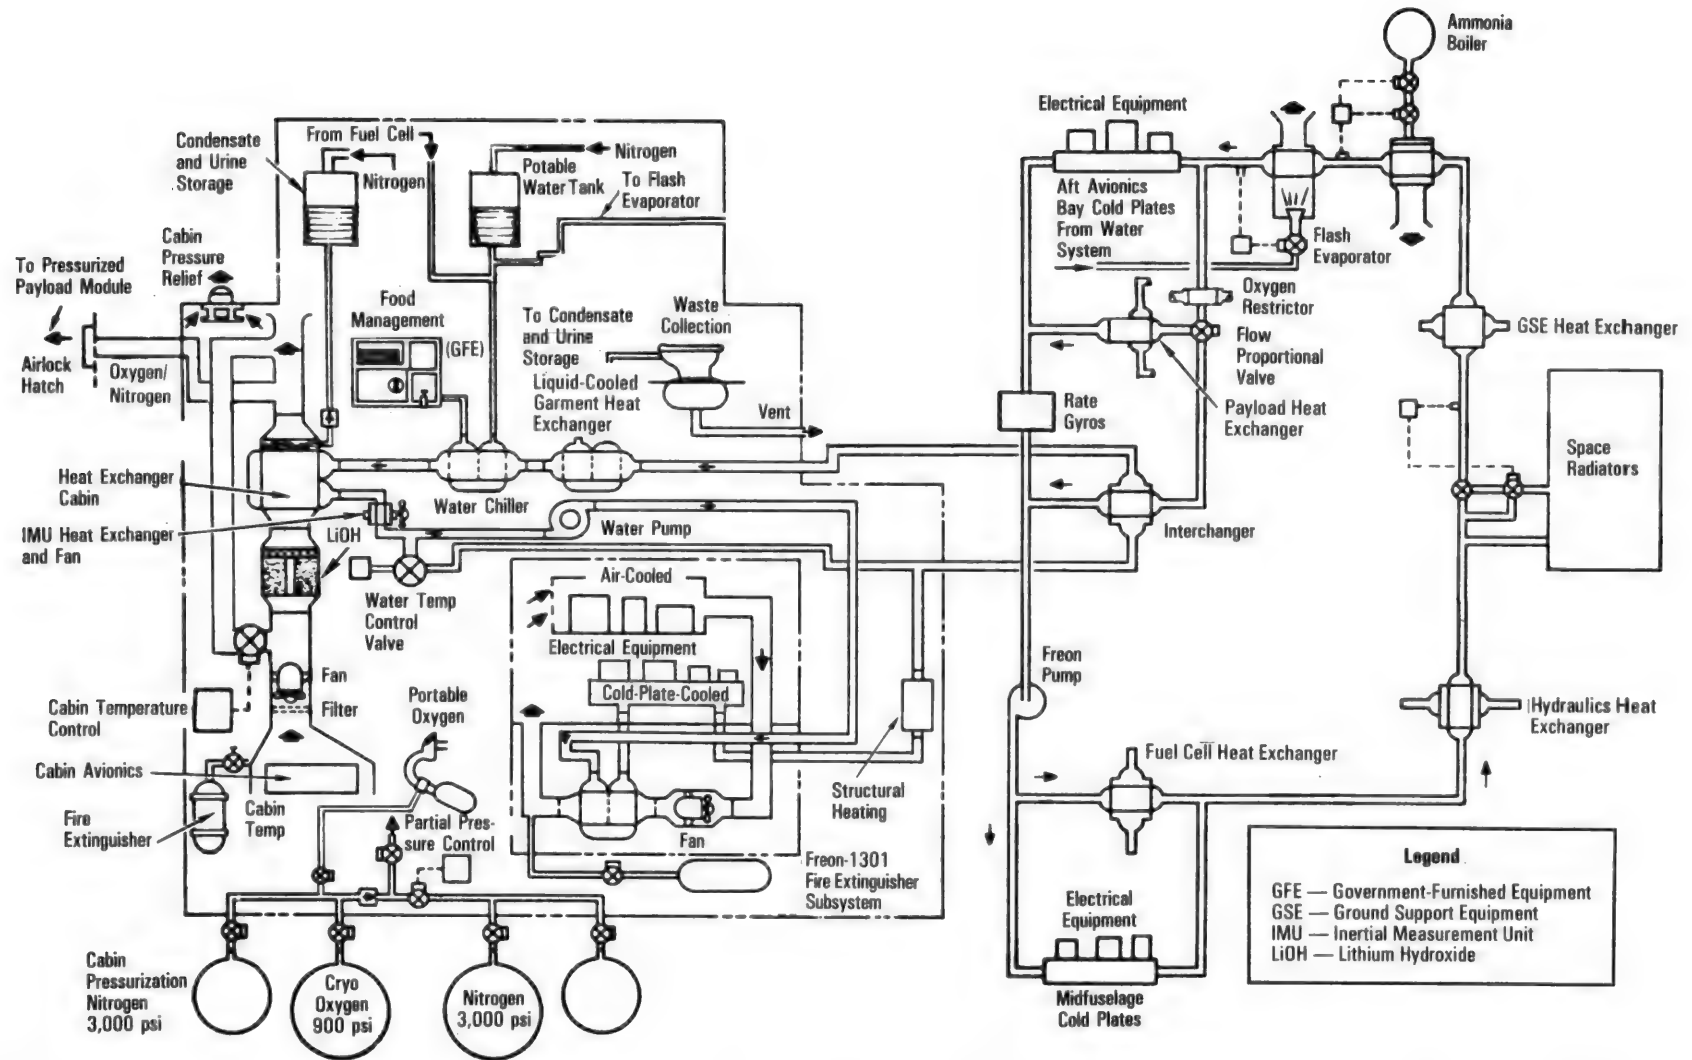 Ammonia
Boiler
Electrical Equipment
Condensate
and Urine
Storage
From Fuel Cell
Nitrogen
Potable
Water Tank
Nitrogen
To Flash
Evaporator
Aft Avionics
Bay Cold Plates
From Water
System
Flash
Evaporator
Cabin
Pressure
Relief
To Pressurized
Payload Module
Airlock
Hatch
Oxygen/
Nitrogen
Food
Management
(GFE)
To Condensate
and Urine
Storage
Waste
Collection
Liquid-Cooled
Garment Heat
Exchanger
Vent
Oxygen
Restrictor
Flow
Proportional
Valve
GSE Heat Exchanger
Rate
Gyros
Payload Heat
Exchanger
Space
Radiators
Heat Exchanger
Cabin
Water Chiller
IMU Heat Exchanger
and Fan
LiOH
Water Pump
Interchanger
Water Temp
Control
Valve
Air-Cooled
Electrical Equipment
Cold-Plate-Cooled
Fan
Filter
Cabin Temperature
Control
Portable
Oxygen
Freon
Pump
Hydraulics Heat
Exchanger
Cabin Avionics
Fuel Cell Heat Exchanger
Structural
Heating
Fire
Extinguisher
Cabin
Temp
Partial Pres-
sure Control
Fan
Freon-1301
Fire Extinguisher
Subsystem
Electrical
Equipment
Midfuselage
Cold Plates
Cabin
Pressurization
Nitrogen
3,000 psi
Cryo
Oxygen
900 psi
Nitrogen
3,000 psi
Legend
GFE — Government-Furnished Equipment
GSE — Ground Support Equipment
IMU — Inertial Measurement Unit
LiOH — Lithium Hydroxide